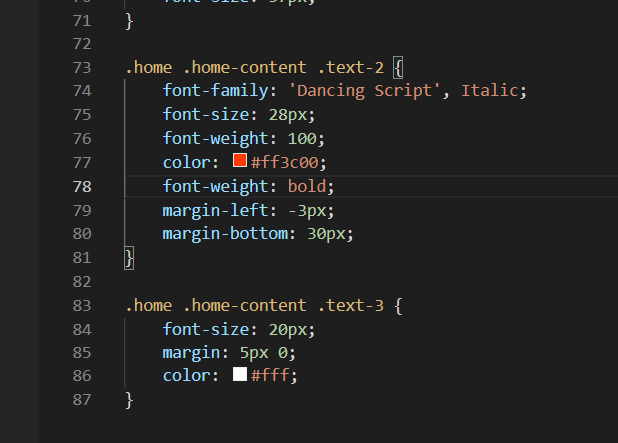 71 }
72
73 .home .home-content .text-2 {
74 font-family: 'Dancing Script', Italic;
75 font-size: 28px;
76 font-weight: 100;
77 color: #ff3c00;
78 font-weight: bold;
79 margin-left: -3px;
80 margin-bottom: 30px;
81 }
82
83 .home .home-content .text-3 {
84 font-size: 20px;
85 margin: 5px 0;
86 color: #fff;
87 }